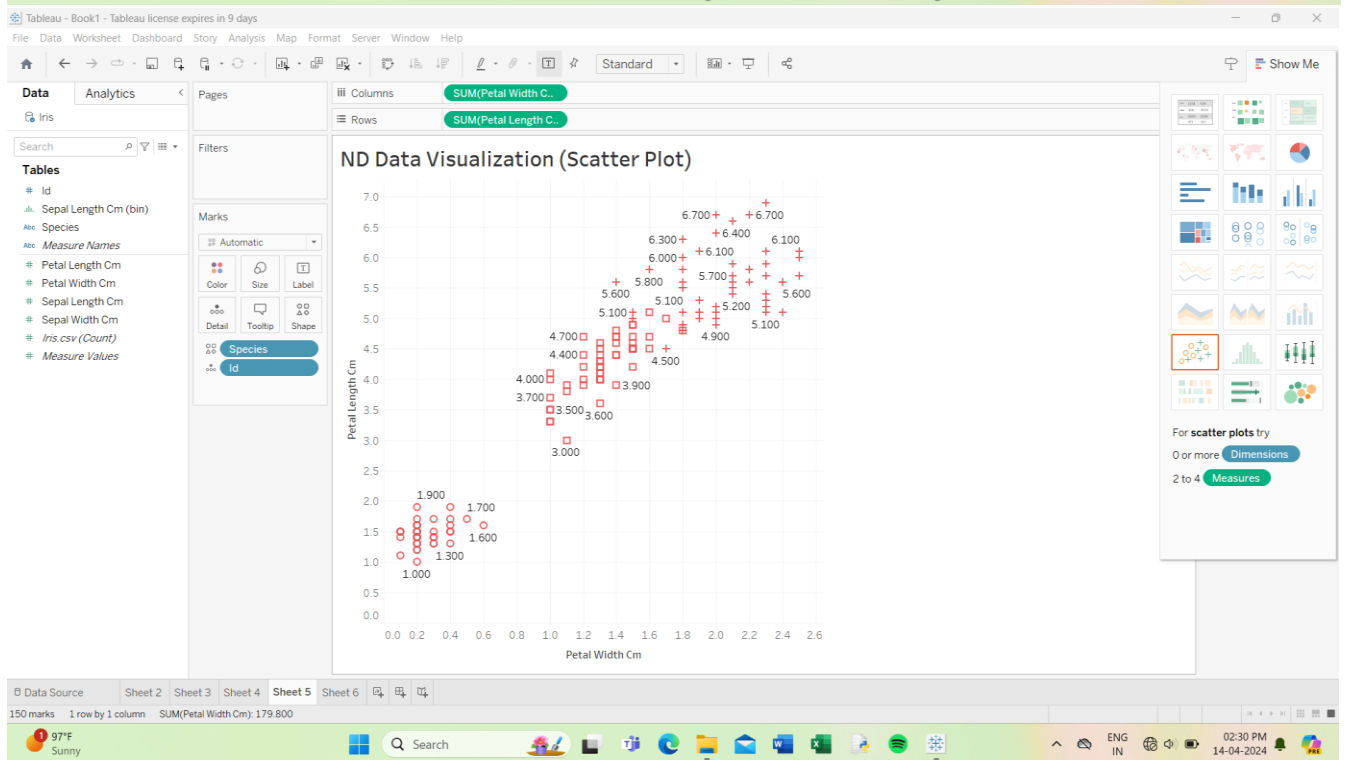 Tableau - Book1 - Tableau license expires in 9 days
File Data Worksheet Dashboard Story Analysis Map Format Server Window Help
Standard
Show Me
Data Analytics
Iris
Search
Tables
Id
Sepal Length Cm (bin)
Abc Species
Abc Measure Names
Petal Length Cm
Petal Width Cm
Sepal Length Cm
Sepal Width Cm
Iris.csv (Count)
Measure Values
Pages
Filters
Marks
Automatic
Color Size Label
Detail Tooltip Shape
Species
Id
Columns SUM(Petal Width C..
Rows SUM(Petal Length C..
ND Data Visualization (Scatter Plot)
7.0
6.5
6.0
5.5
5.0
4.5
4.0
3.5
3.0
2.5
2.0
1.5
1.0
0.5
0.0
Petal Length Cm
6.700 6.700
6.400
6.300 6.100
6.100
6.000
5.800 5.700
5.600 5.600
5.100 5.200
5.100 5.100
4.900
4.700
4.400 4.500
4.000 3.900
3.700
3.500 3.600
3.000
1.900
1.700
1.600
1.300
1.000
0.0 0.2 0.4 0.6 0.8 1.0 1.2 1.4 1.6 1.8 2.0 2.2 2.4 2.6
Petal Width Cm
For scatter plots try
0 or more Dimensions
2 to 4 Measures
Data Source Sheet 2 Sheet 3 Sheet 4 Sheet 5 Sheet 6
150 marks 1 row by 1 column SUM(Petal Width Cm): 179.800
1
97°F
Sunny
Search
ENG
IN
02:30 PM
14-04-2024
PRE